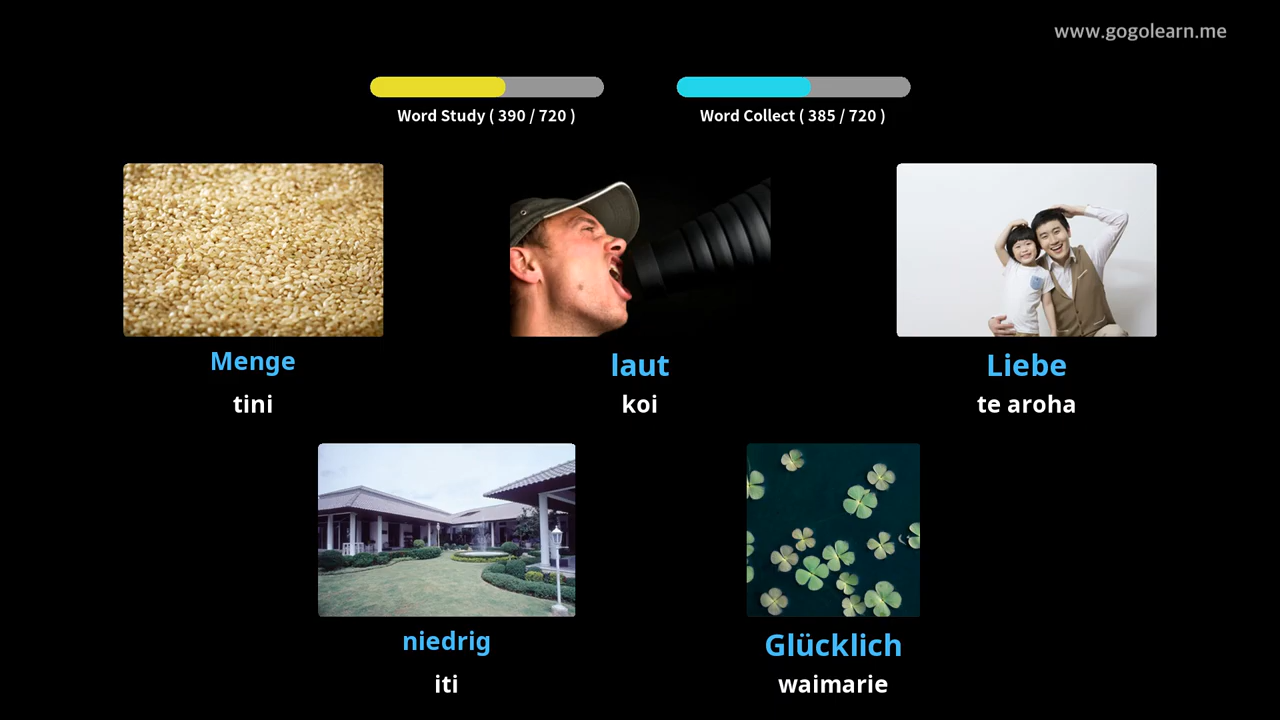 www.gogolearn.me
Word Study ( 390 / 720 )
Word Collect ( 385 / 720 )
Menge
laut
Liebe
tini
koi
te aroha
niedrig
Glücklich
iti
waimarie